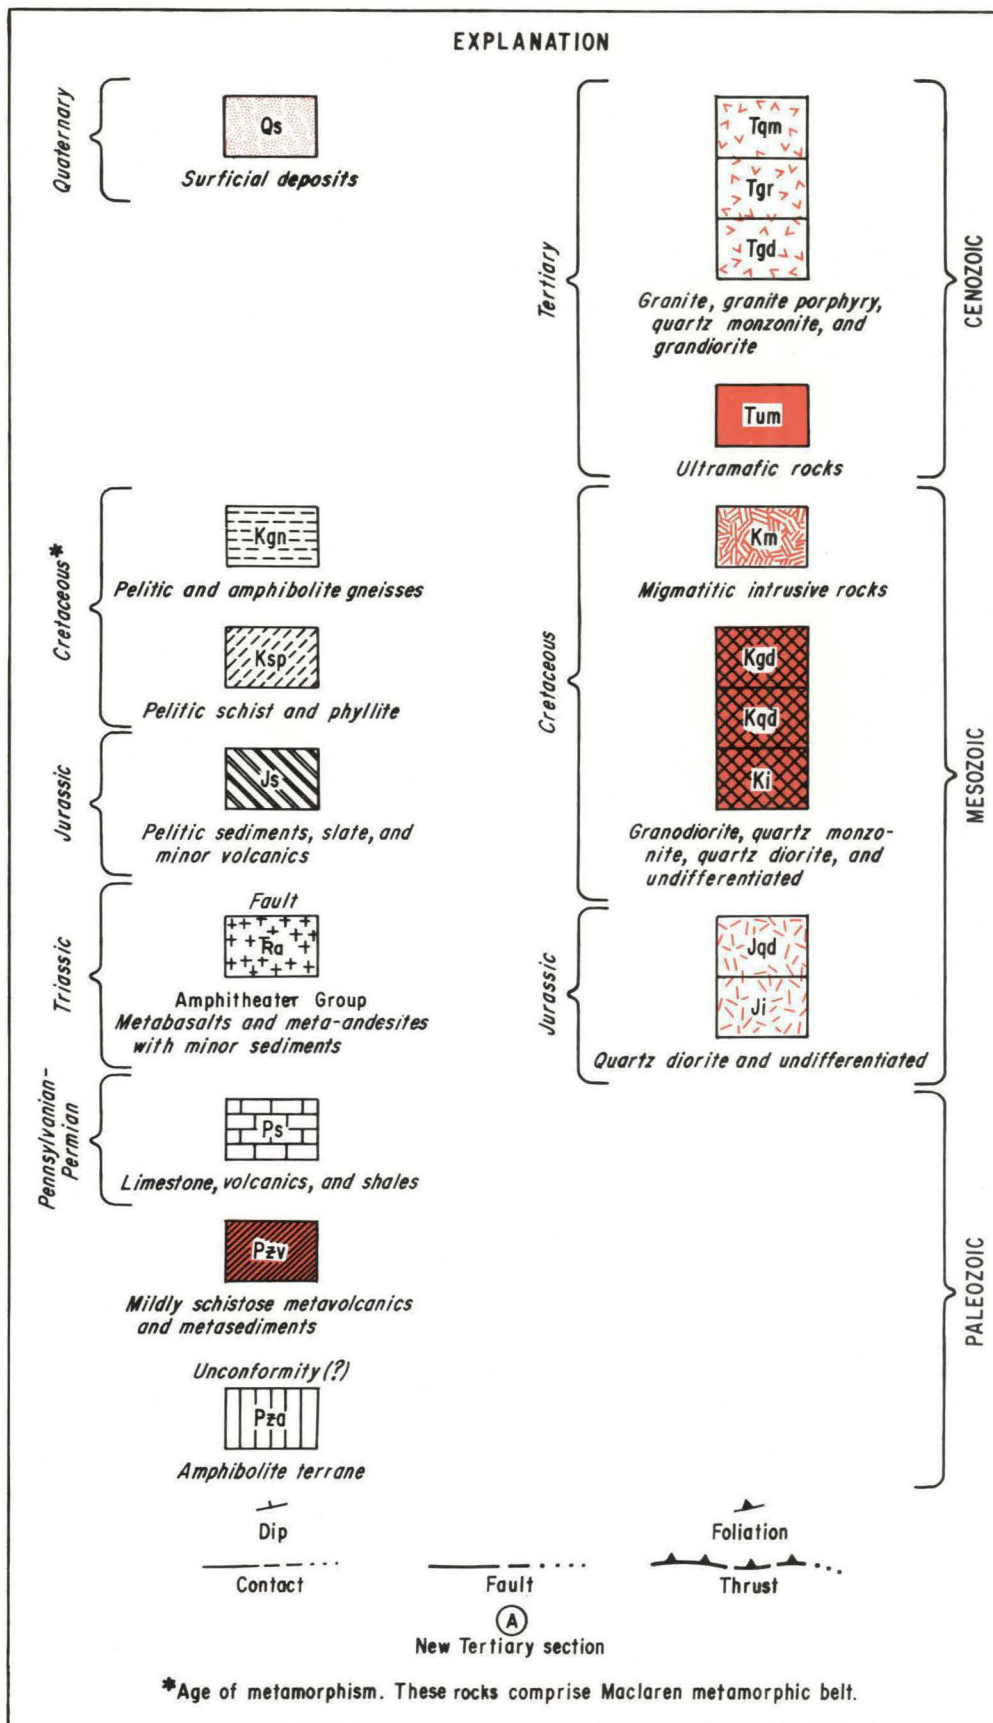 EXPLANATION
Quaternary
Qs
Surficial deposits
Cretaceous*
Kgn
Pelitic and amphibolite gneisses
Ksp
Pelitic schist and phyllite
Jurassic
Js
Pelitic sediments, slate, and
minor volcanics
Triassic
Fault
Ra
Amphitheater Group
Metabasalts and meta-andesites
with minor sediments
Pennsylvanian-
Permian
Ps
Limestone, volcanics, and shales
Pzv
Mildly schistose metavolcanics
and metasediments
Unconformity (?)
Pza
Amphibolite terrane
Tertiary
Tqm
Tgr
Tgd
Granite, granite porphyry,
quartz monzonite, and
grandiorite
Tum
Ultramafic rocks
CENOZOIC
Cretaceous
Km
Migmatitic intrusive rocks
Kgd
Kqd
Ki
Granodiorite, quartz monzo-
nite, quartz diorite, and
undifferentiated
Jurassic
Jqd
Ji
Quartz diorite and undifferentiated
MESOZOIC
PALEOZOIC
Dip
Foliation
Contact
Fault
Thrust
A
New Tertiary section
*Age of metamorphism. These rocks comprise Maclaren metamorphic belt.